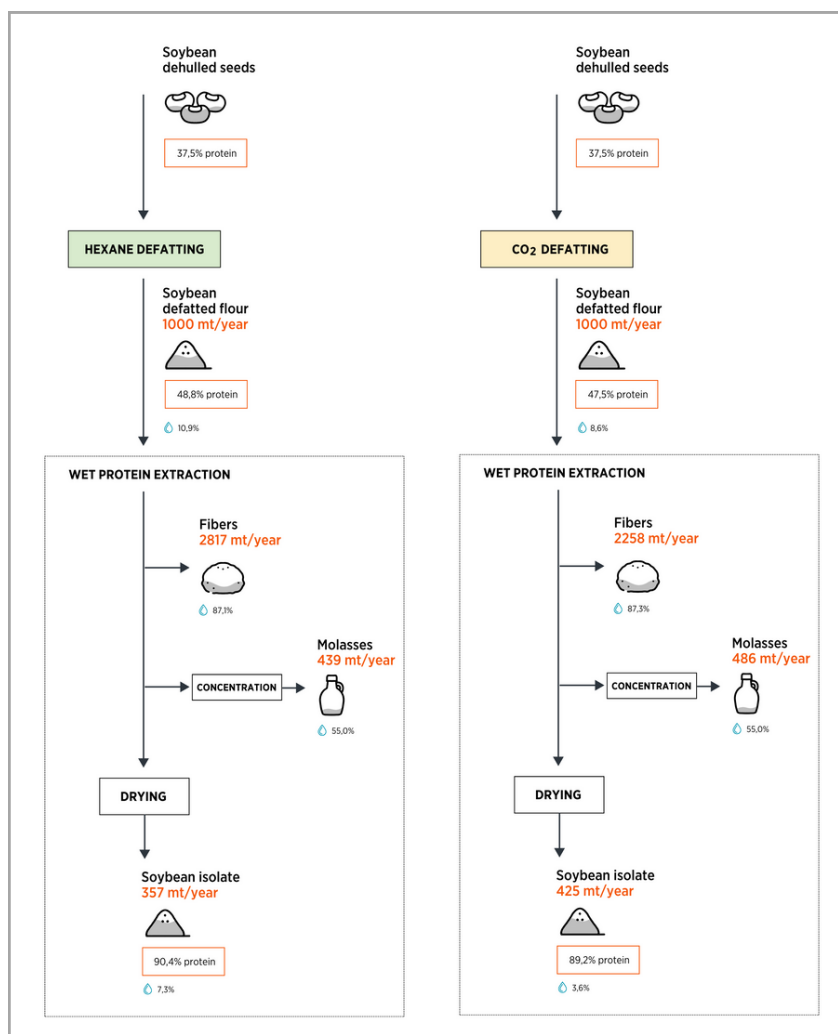 Soybean
dehulled seeds
37,5% protein
HEXANE DEFATTING
Soybean
defatted flour
1000 mt/year
48,8% protein
10,9%
WET PROTEIN EXTRACTION
Fibers
2817 mt/year
87,1%
Molasses
439 mt/year
CONCENTRATION
55,0%
DRYING
Soybean isolate
357 mt/year
90,4% protein
7,3%
Soybean
dehulled seeds
37,5% protein
CO2 DEFATTING
Soybean
defatted flour
1000 mt/year
47,5% protein
8,6%
WET PROTEIN EXTRACTION
Fibers
2258 mt/year
87,3%
Molasses
486 mt/year
CONCENTRATION
55,0%
DRYING
Soybean isolate
425 mt/year
89,2% protein
3,6%